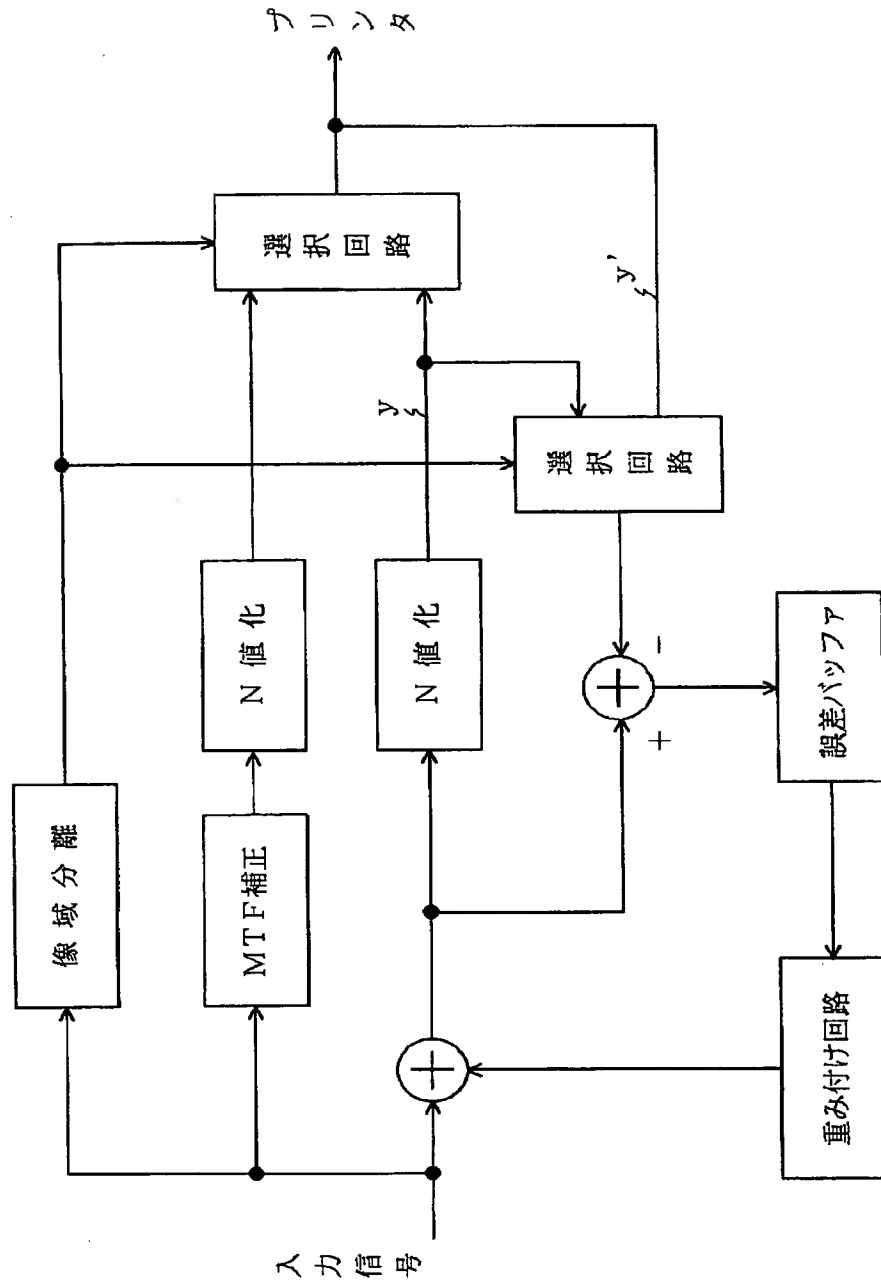 入力信号
像域分離
MTF補正
N値化
選択回路
プリンタ
N値化
y
選択回路
y'
+
−
誤差バッファ
重み付け回路